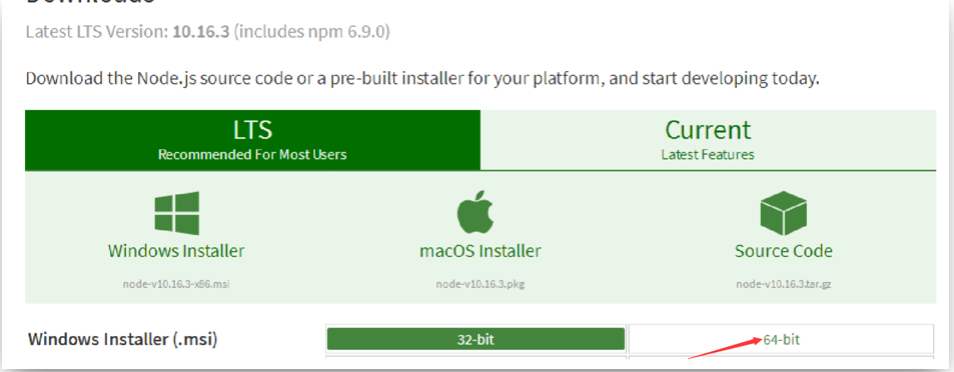 Downloads
Latest LTS Version: 10.16.3 (includes npm 6.9.0)
Download the Node.js source code or a pre-built installer for your platform, and start developing today.
LTS
Recommended For Most Users
Current
Latest Features
Windows Installer
node-v10.16.3-x86.msi
macOS Installer
node-v10.16.3.pkg
Source Code
node-v10.16.3.tar.gz
Windows Installer (.msi)
32-bit
64-bit